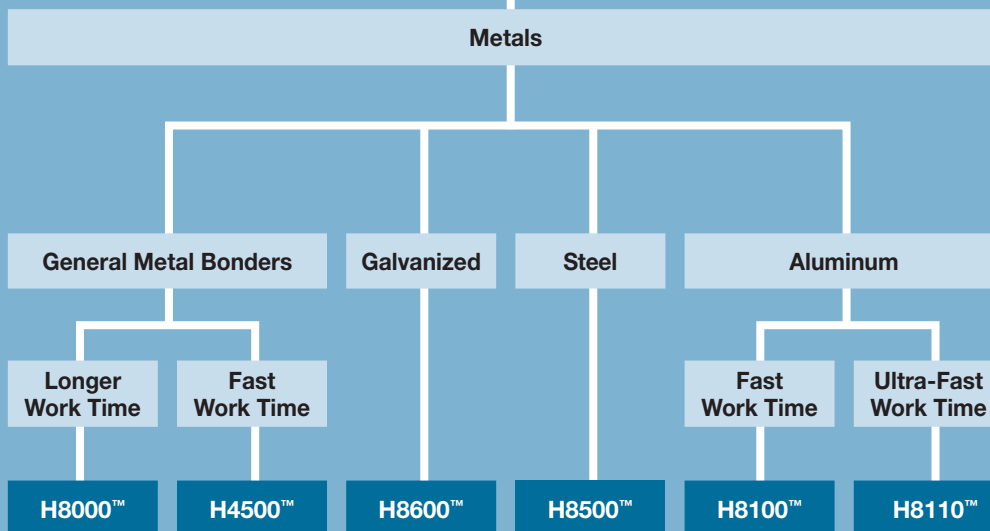 Metals
General Metal Bonders
Galvanized
Steel
Aluminum
Longer
Work Time
Fast
Work Time
Fast
Work Time
Ultra-Fast
Work Time
H8000™
H4500™
H8600™
H8500™
H8100™
H8110™